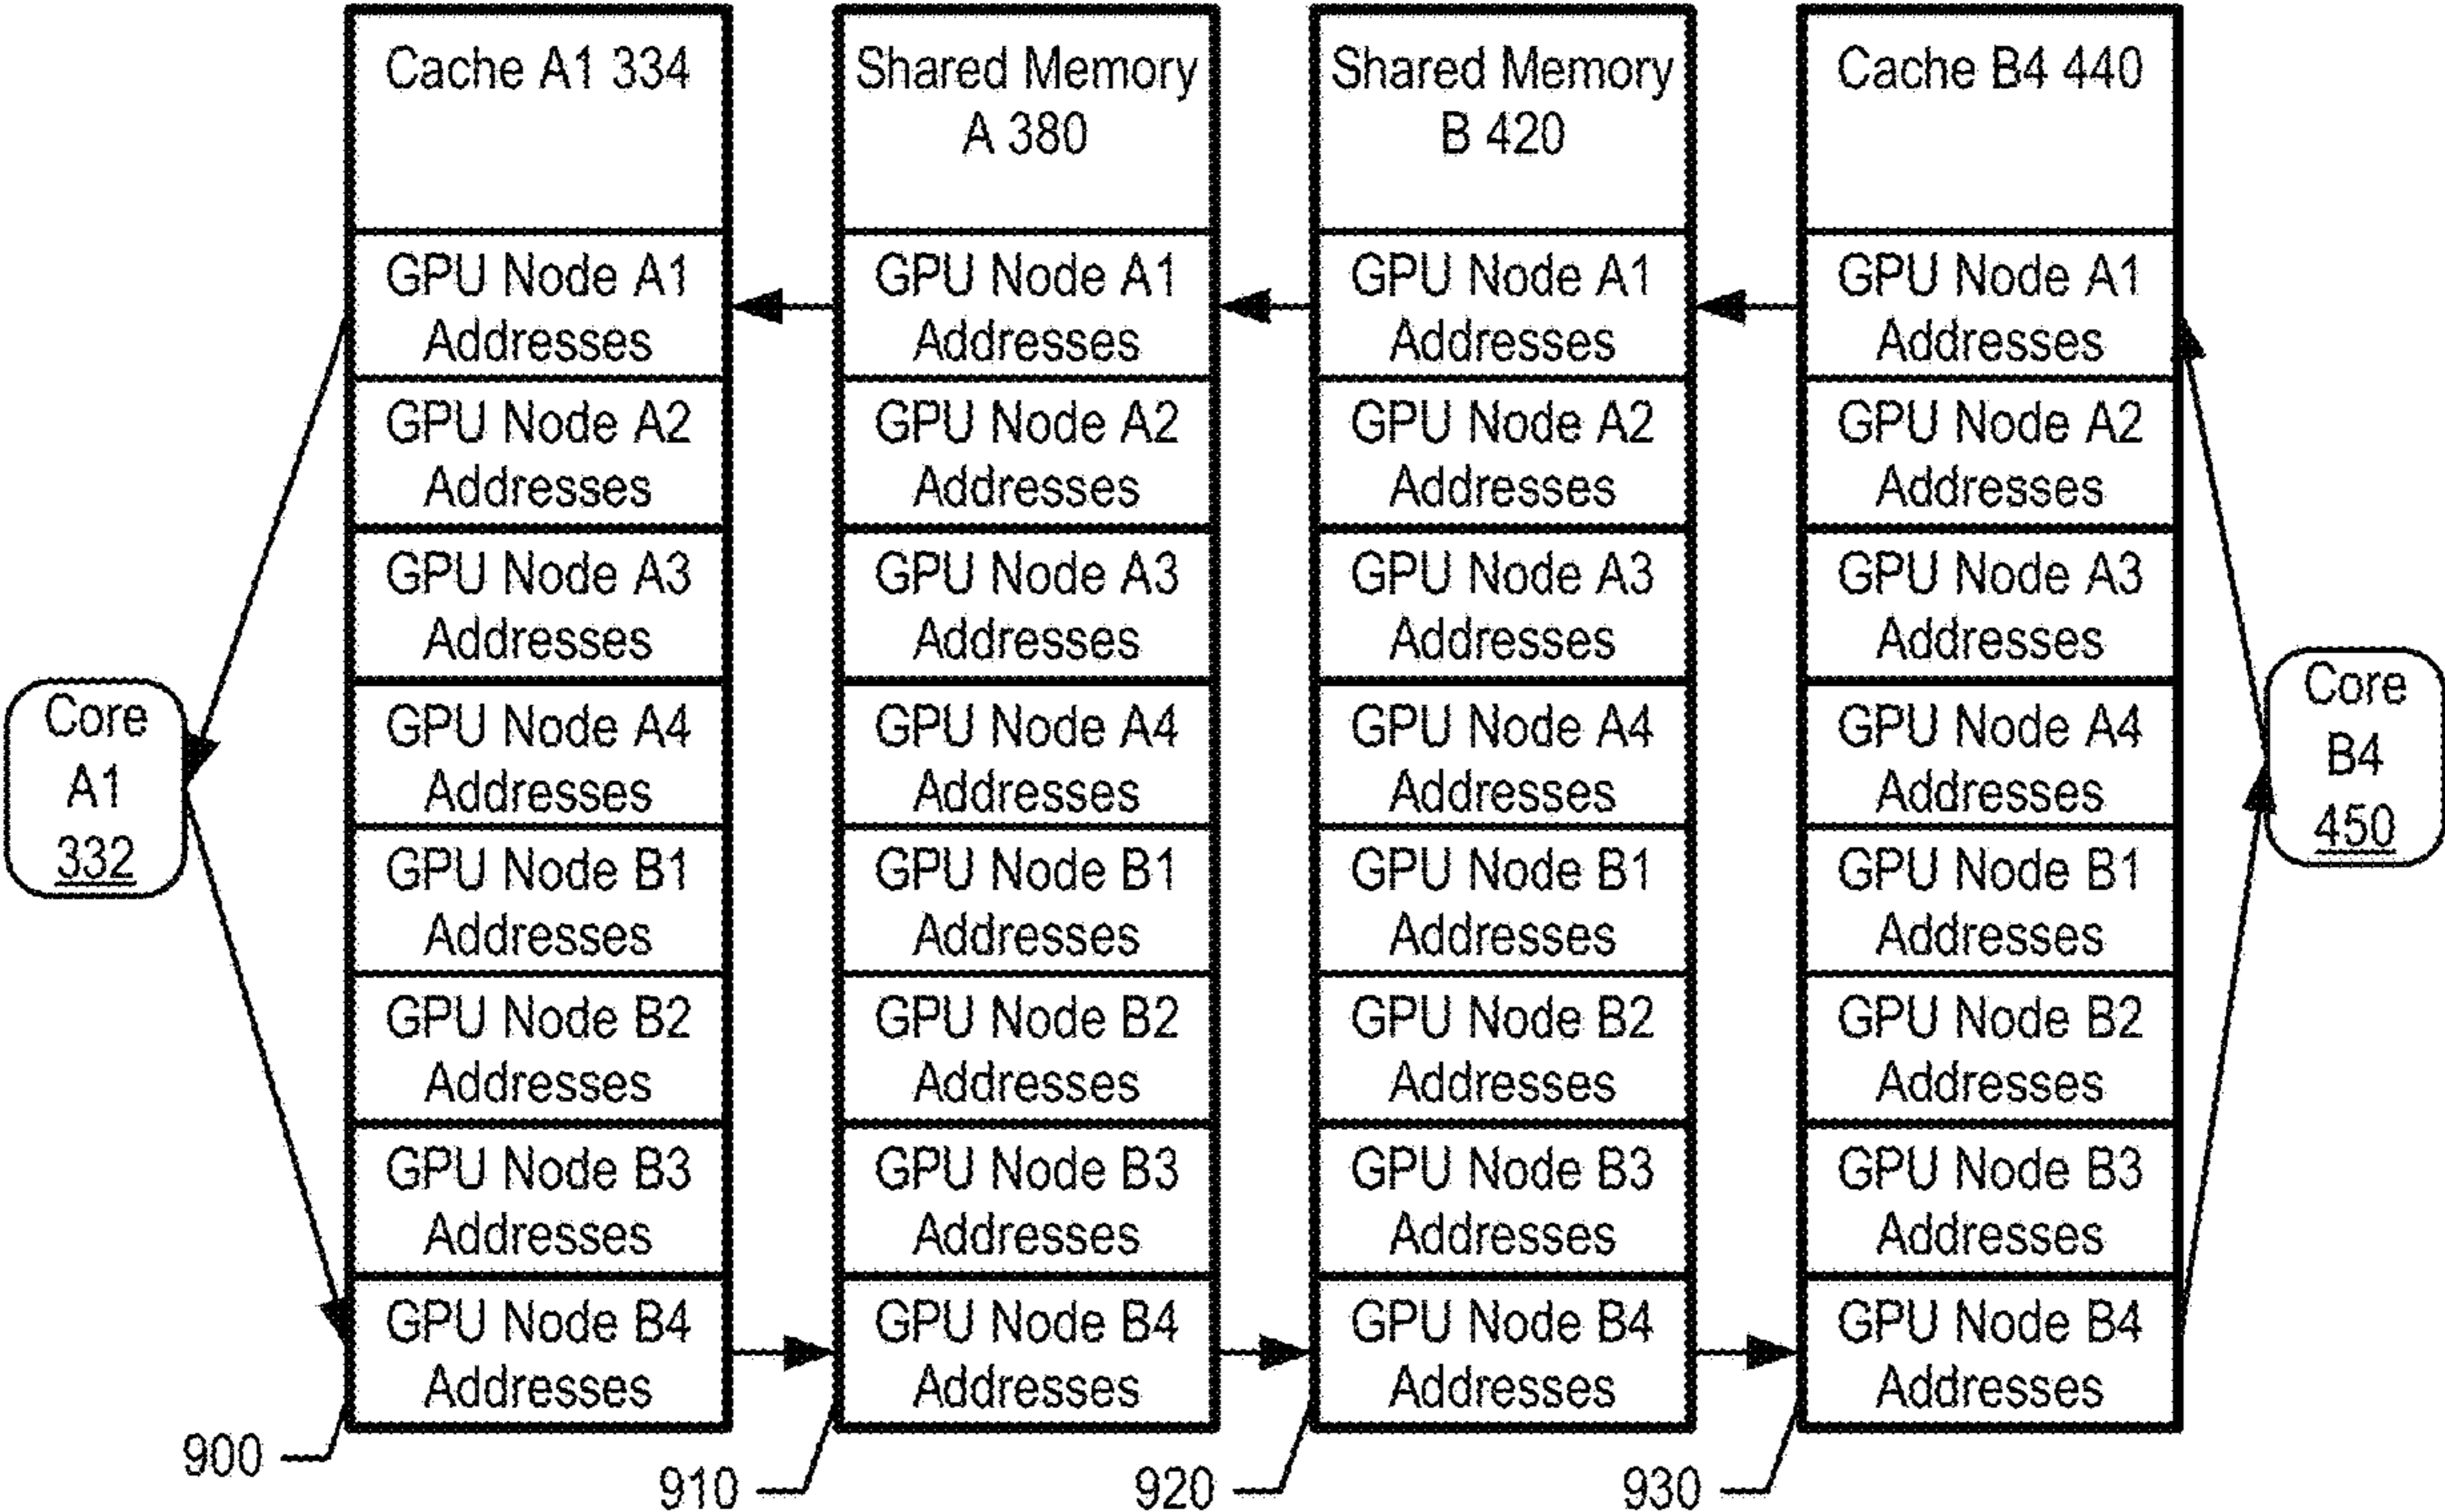 Cache A1 334
Shared Memory
A 380
Shared Memory
B 420
Cache B4 440
GPU Node A1
Addresses
GPU Node A1
Addresses
GPU Node A1
Addresses
GPU Node A1
Addresses
GPU Node A2
Addresses
GPU Node A2
Addresses
GPU Node A2
Addresses
GPU Node A2
Addresses
GPU Node A3
Addresses
GPU Node A3
Addresses
GPU Node A3
Addresses
GPU Node A3
Addresses
Core
A1
332
GPU Node A4
Addresses
GPU Node A4
Addresses
GPU Node A4
Addresses
GPU Node A4
Addresses
Core
B4
450
GPU Node B1
Addresses
GPU Node B1
Addresses
GPU Node B1
Addresses
GPU Node B1
Addresses
GPU Node B2
Addresses
GPU Node B2
Addresses
GPU Node B2
Addresses
GPU Node B2
Addresses
GPU Node B3
Addresses
GPU Node B3
Addresses
GPU Node B3
Addresses
GPU Node B3
Addresses
GPU Node B4
Addresses
GPU Node B4
Addresses
GPU Node B4
Addresses
GPU Node B4
Addresses
900
910
920
930